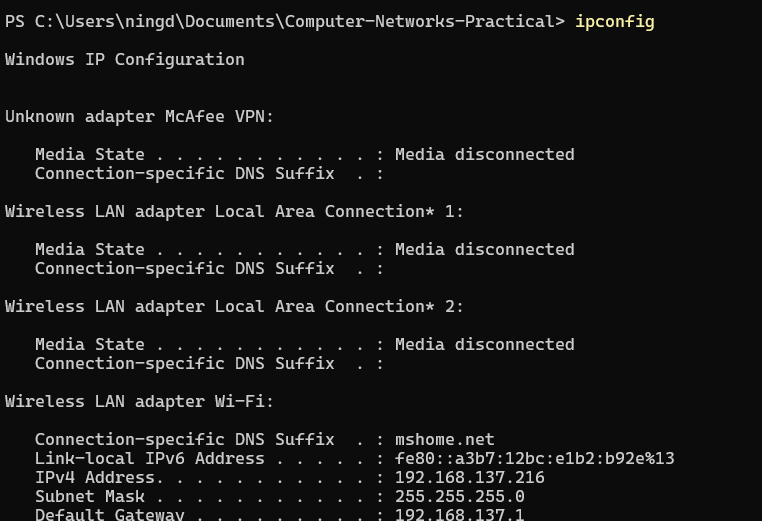 PS C:\Users\ningd\Documents\Computer-Networks-Practical> ipconfig
Windows IP Configuration
Unknown adapter McAfee VPN:
Media State . . . . . . . . . . . : Media disconnected
Connection-specific DNS Suffix  . :
Wireless LAN adapter Local Area Connection* 1:
Media State . . . . . . . . . . . : Media disconnected
Connection-specific DNS Suffix  . :
Wireless LAN adapter Local Area Connection* 2:
Media State . . . . . . . . . . . : Media disconnected
Connection-specific DNS Suffix  . :
Wireless LAN adapter Wi-Fi:
Connection-specific DNS Suffix  . : mshome.net
Link-local IPv6 Address . . . . . : fe80::a3b7:12bc:e1b2:b92e%13
IPv4 Address. . . . . . . . . . . : 192.168.137.216
Subnet Mask . . . . . . . . . . . : 255.255.255.0
Default Gateway . . . . . . . . . : 192.168.137.1